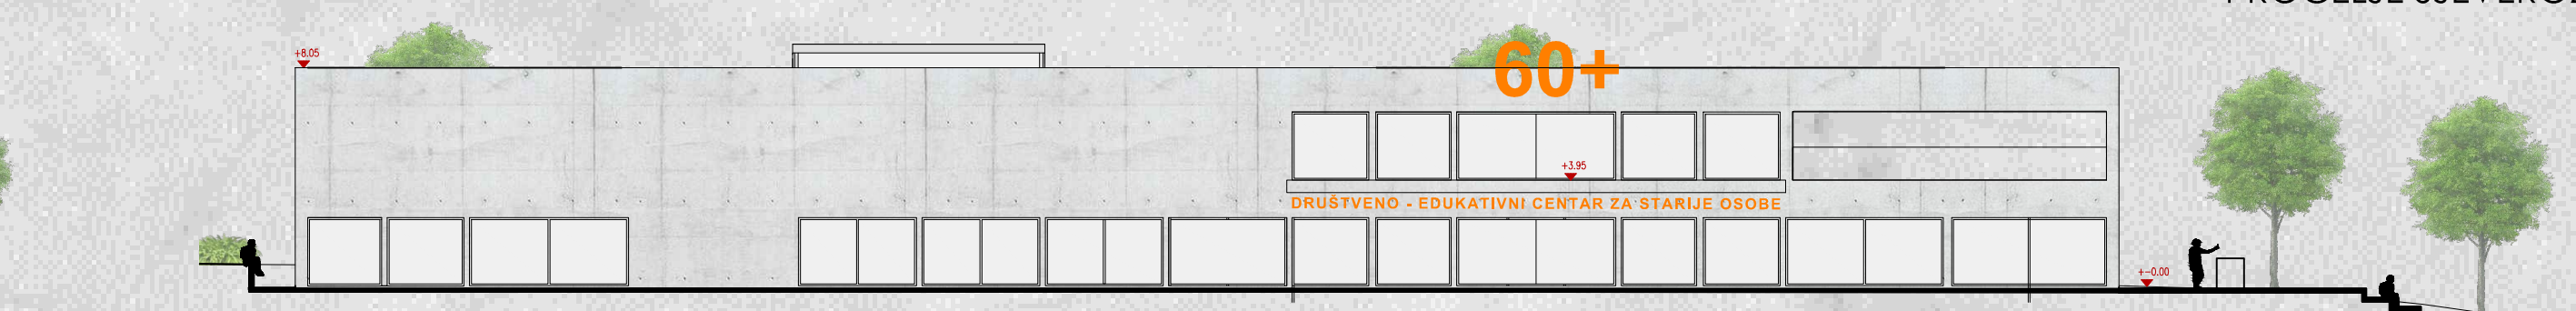 +8.05
60+
+3.95
DRUŠTVENO - EDUKATIVNI CENTAR ZA STARIJE OSOBE
+-0.00